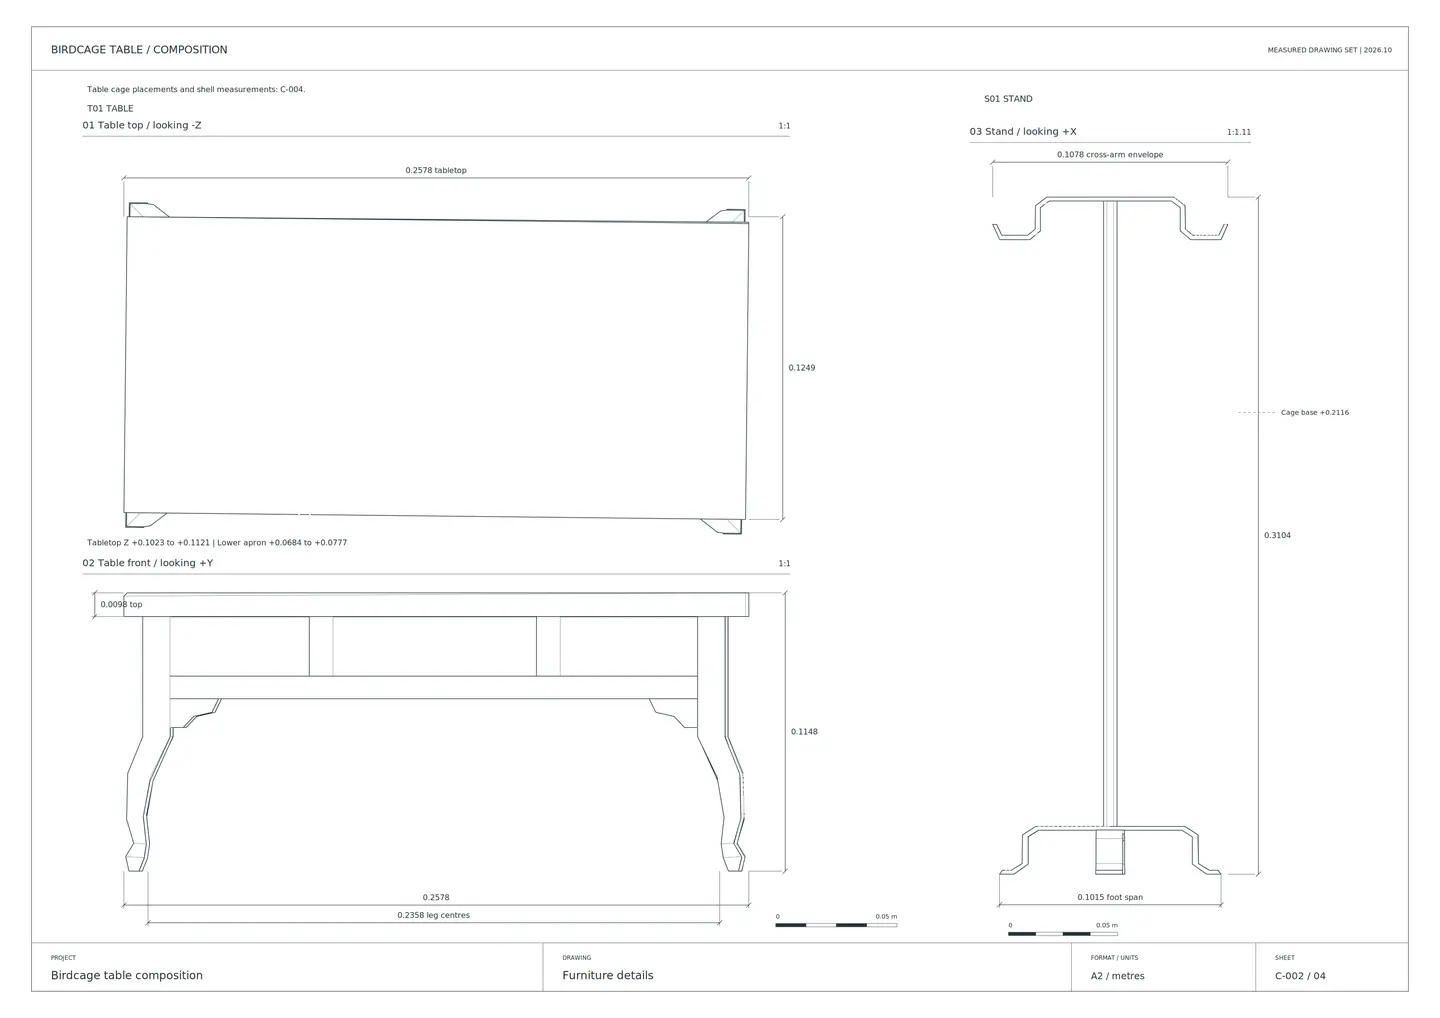 BIRDCAGE TABLE / COMPOSITION
MEASURED DRAWING SET | 2026.10
Table cage placements and shell measurements: C-004.
T01 TABLE
01 Table top / looking -Z
1:1
0.2578 tabletop
0.1249
Tabletop Z +0.1023 to +0.1121 | Lower apron +0.0684 to +0.0777
02 Table front / looking +Y
1:1
0.0098 top
0.1148
0.2578
0.2358 leg centres
0
0.05 m
S01 STAND
03 Stand / looking +X
1:1.11
0.1078 cross-arm envelope
Cage base +0.2116
0.3104
0.1015 foot span
0
0.05 m
PROJECT
Birdcage table composition
DRAWING
Furniture details
FORMAT / UNITS
A2 / metres
SHEET
C-002 / 04